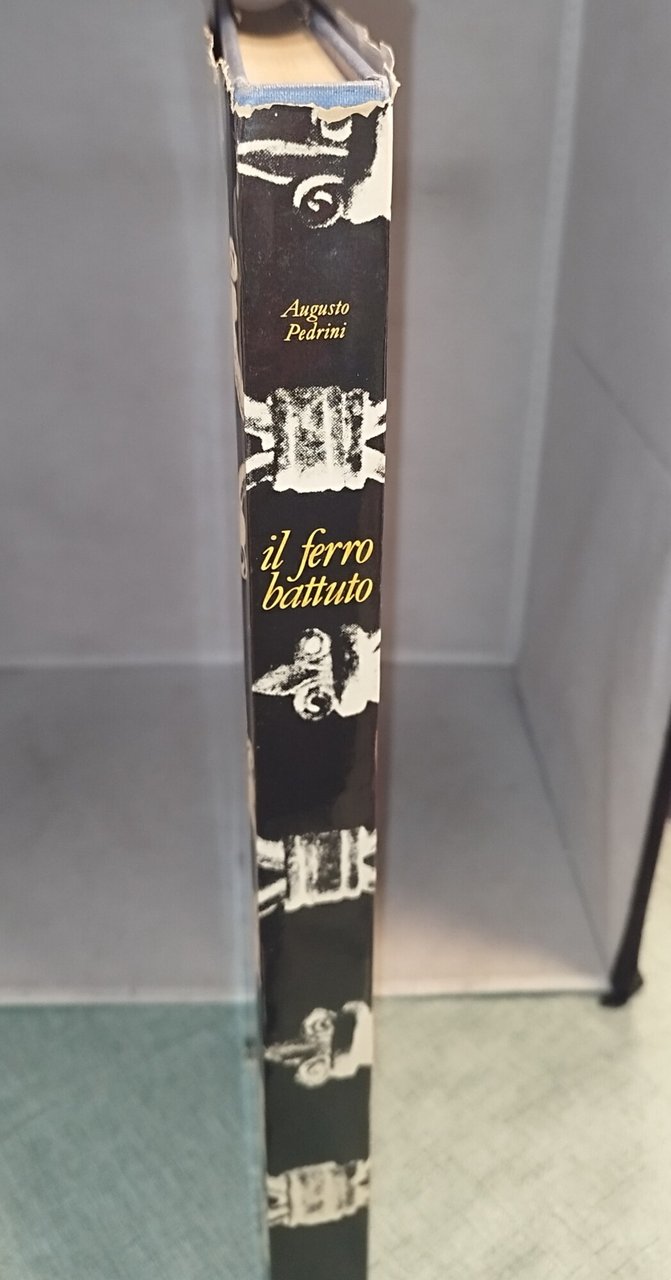 Augusto
Pedrini
il ferro
battuto